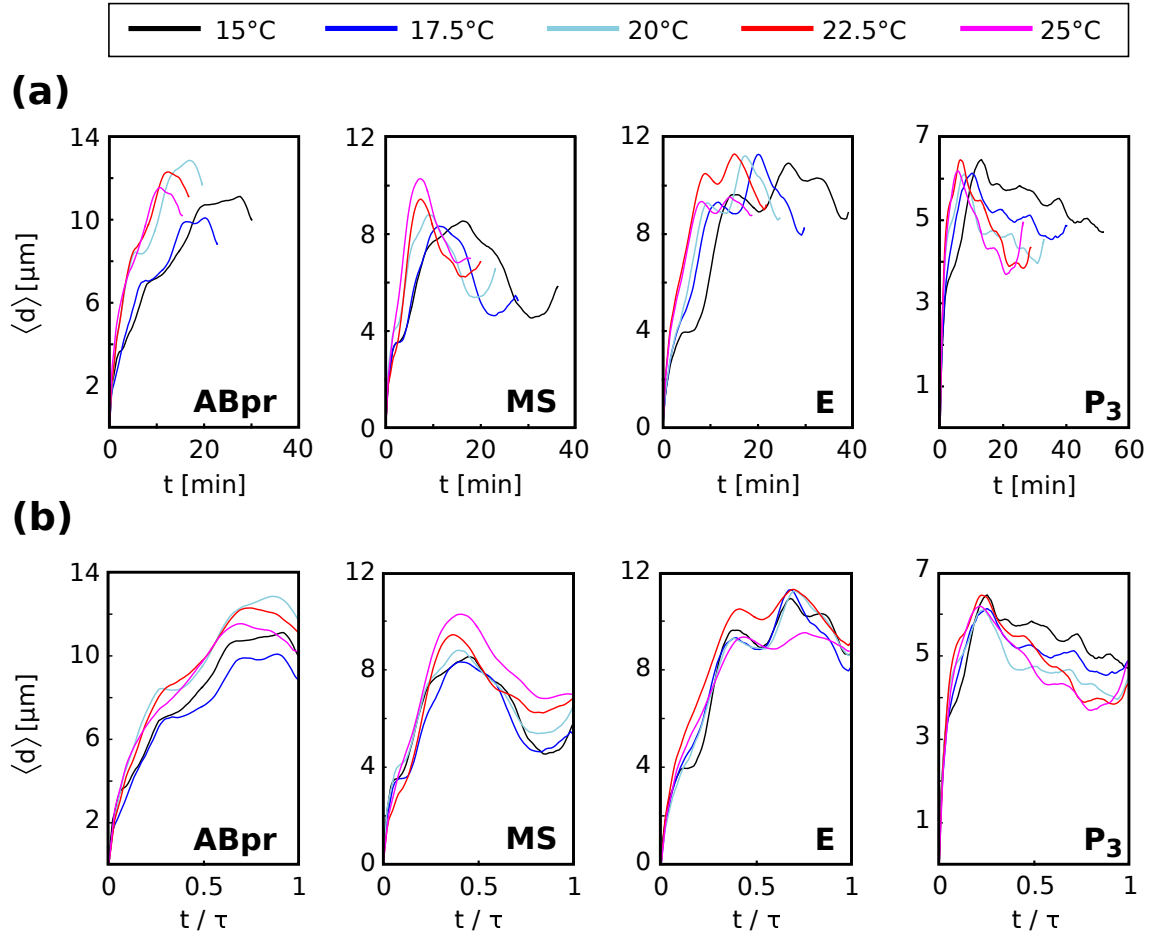 15°C 17.5°C 20°C 22.5°C 25°C
(a)
⟨d⟩ [µm]
14
10
6
2
0 20 40
t [min]
ABpr
12
8
4
0
0 20 40
t [min]
MS
12
8
4
0
0 20 40
t [min]
E
7
5
3
1
0 20 40 60
t [min]
P₃
(b)
⟨d⟩ [µm]
14
10
6
2
0 0.5 1
t / τ
ABpr
12
8
4
0
0 0.5 1
t / τ
MS
12
8
4
0
0 0.5 1
t / τ
E
7
5
3
1
0 0.5 1
t / τ
P₃